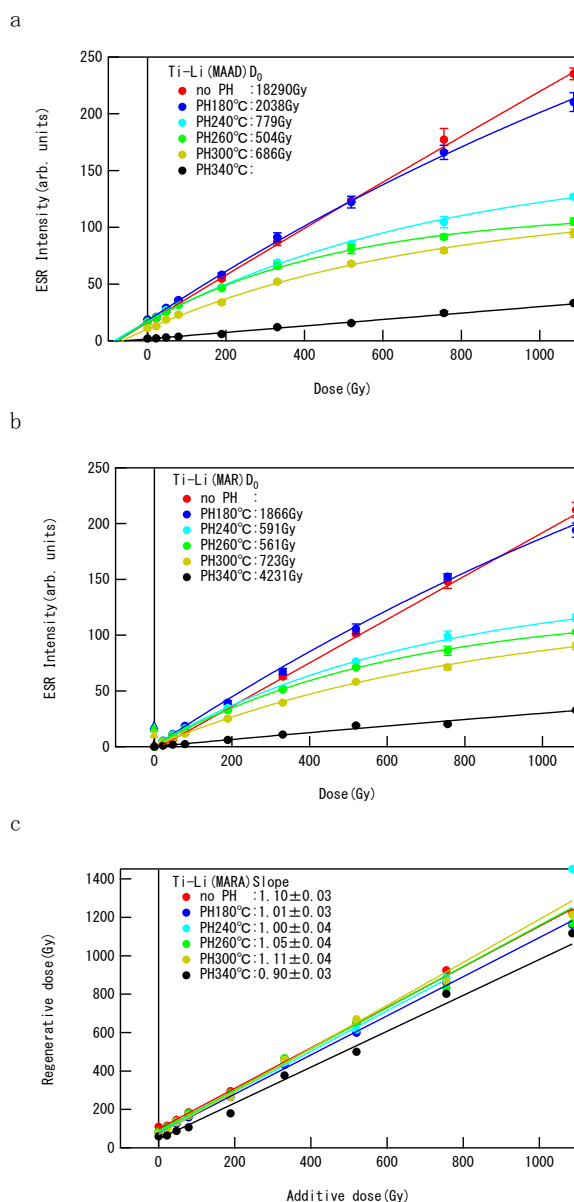 a
250
200
150
100
50
0
ESR Intensity(arb. units)
Ti-Li(MAAD)D₀
no PH :18290Gy
PH180℃:2038Gy
PH240℃:779Gy
PH260℃:504Gy
PH300℃:686Gy
PH340℃:
0 200 400 600 800 1000
Dose(Gy)
b
250
200
150
100
50
0
ESR Intensity(arb. units)
Ti-Li(MAR)D₀
no PH :
PH180℃:1866Gy
PH240℃:591Gy
PH260℃:561Gy
PH300℃:723Gy
PH340℃:4231Gy
0 200 400 600 800 1000
Dose(Gy)
c
1400
1200
1000
800
600
400
200
0
Regenerative dose(Gy)
Ti-Li(MARA)Slope
no PH :1.10±0.03
PH180℃:1.01±0.03
PH240℃:1.00±0.04
PH260℃:1.05±0.04
PH300℃:1.11±0.04
PH340℃:0.90±0.03
0 200 400 600 800 1000
Additive dose(Gy)